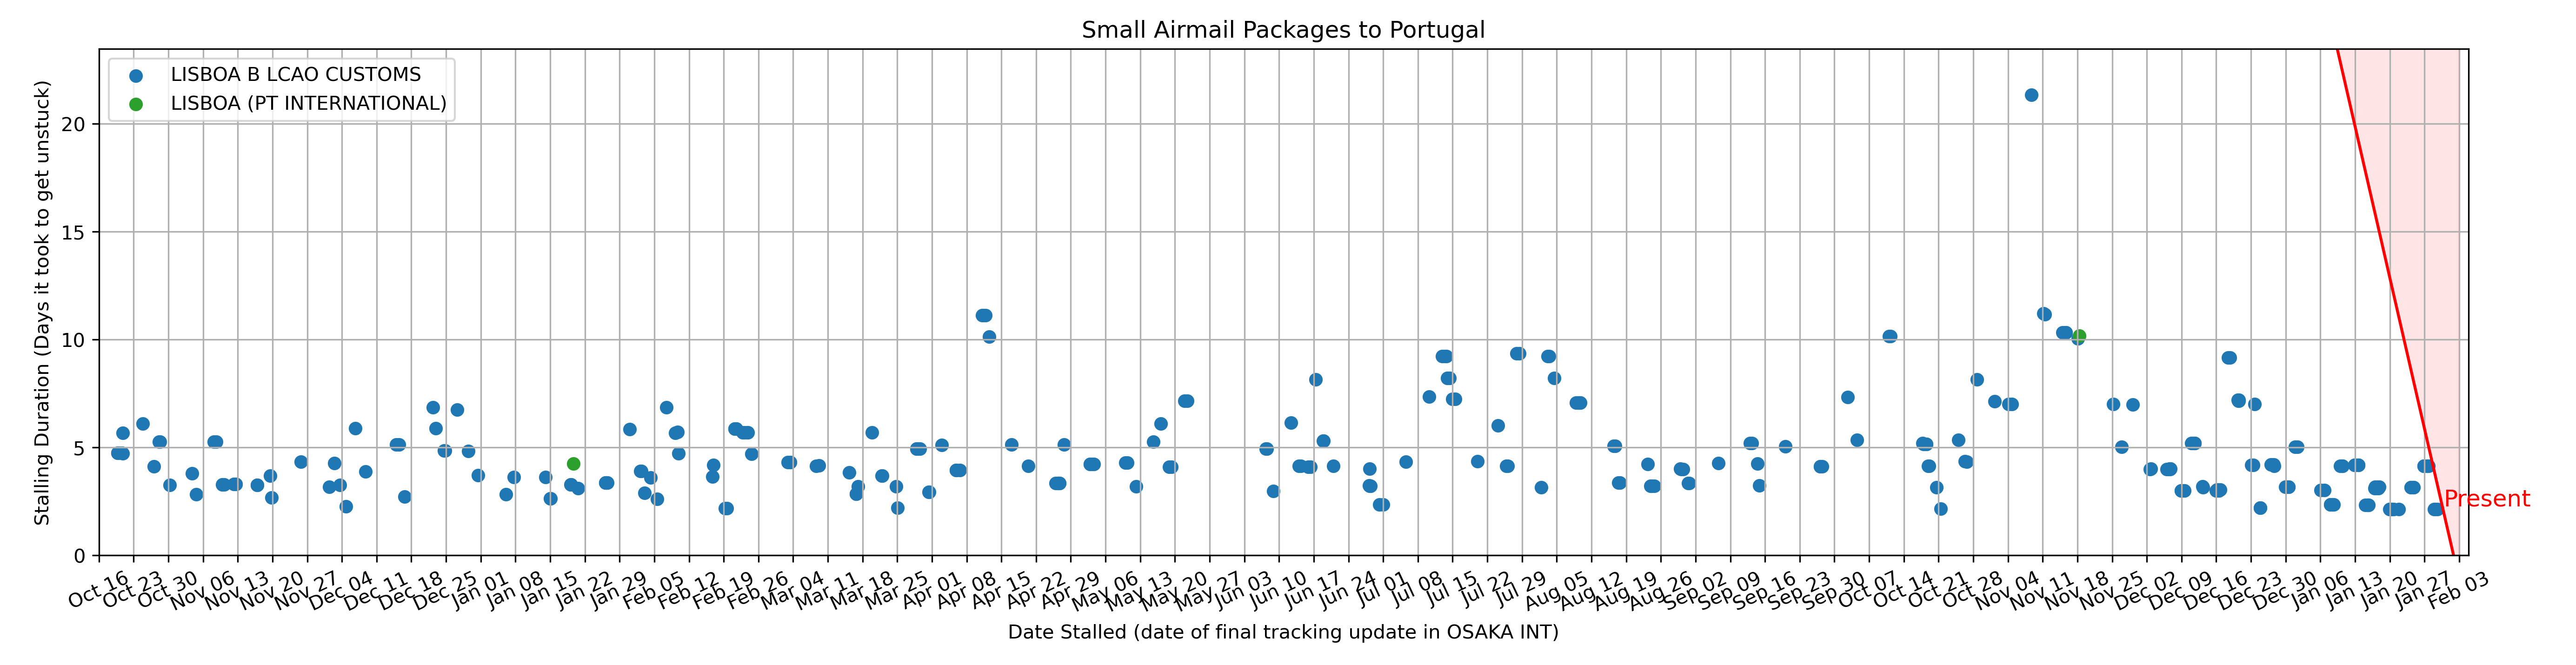 Small Airmail Packages to Portugal
LISBOA B LCAO CUSTOMS
LISBOA (PT INTERNATIONAL)
Stalling Duration (Days it took to get unstuck)
20
15
10
5
0
Present
Oct 16
Oct 23
Oct 30
Nov 06
Nov 13
Nov 20
Nov 27
Dec 04
Dec 11
Dec 18
Dec 25
Jan 01
Jan 08
Jan 15
Jan 22
Jan 29
Feb 05
Feb 12
Feb 19
Feb 26
Mar 04
Mar 11
Mar 18
Mar 25
Apr 01
Apr 08
Apr 15
Apr 22
Apr 29
May 06
May 13
May 20
May 27
Jun 03
Jun 10
Jun 17
Jun 24
Jul 01
Jul 08
Jul 15
Jul 22
Jul 29
Aug 05
Aug 12
Aug 19
Aug 26
Sep 02
Sep 09
Sep 16
Sep 23
Sep 30
Oct 07
Oct 14
Oct 21
Oct 28
Nov 04
Nov 11
Nov 18
Nov 25
Dec 02
Dec 09
Dec 16
Dec 23
Dec 30
Jan 06
Jan 13
Jan 20
Jan 27
Feb 03
Date Stalled (date of final tracking update in OSAKA INT)